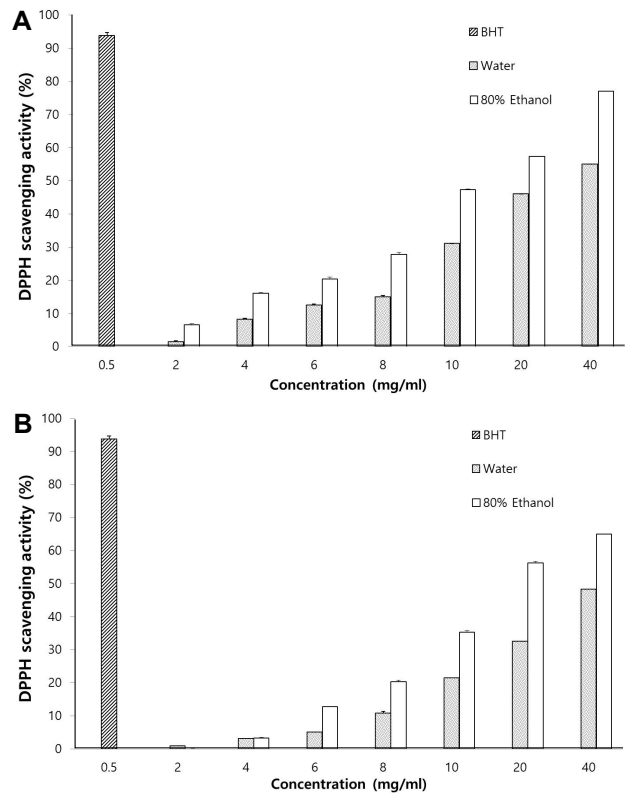 A
100
90
80
70
60
50
40
30
20
10
0
DPPH scavenging activity (%)
BHT
Water
80% Ethanol
0.5 2 4 6 8 10 20 40
Concentration (mg/ml)
B
100
90
80
70
60
50
40
30
20
10
0
DPPH scavenging activity (%)
BHT
Water
80% Ethanol
0.5 2 4 6 8 10 20 40
Concentration (mg/ml)